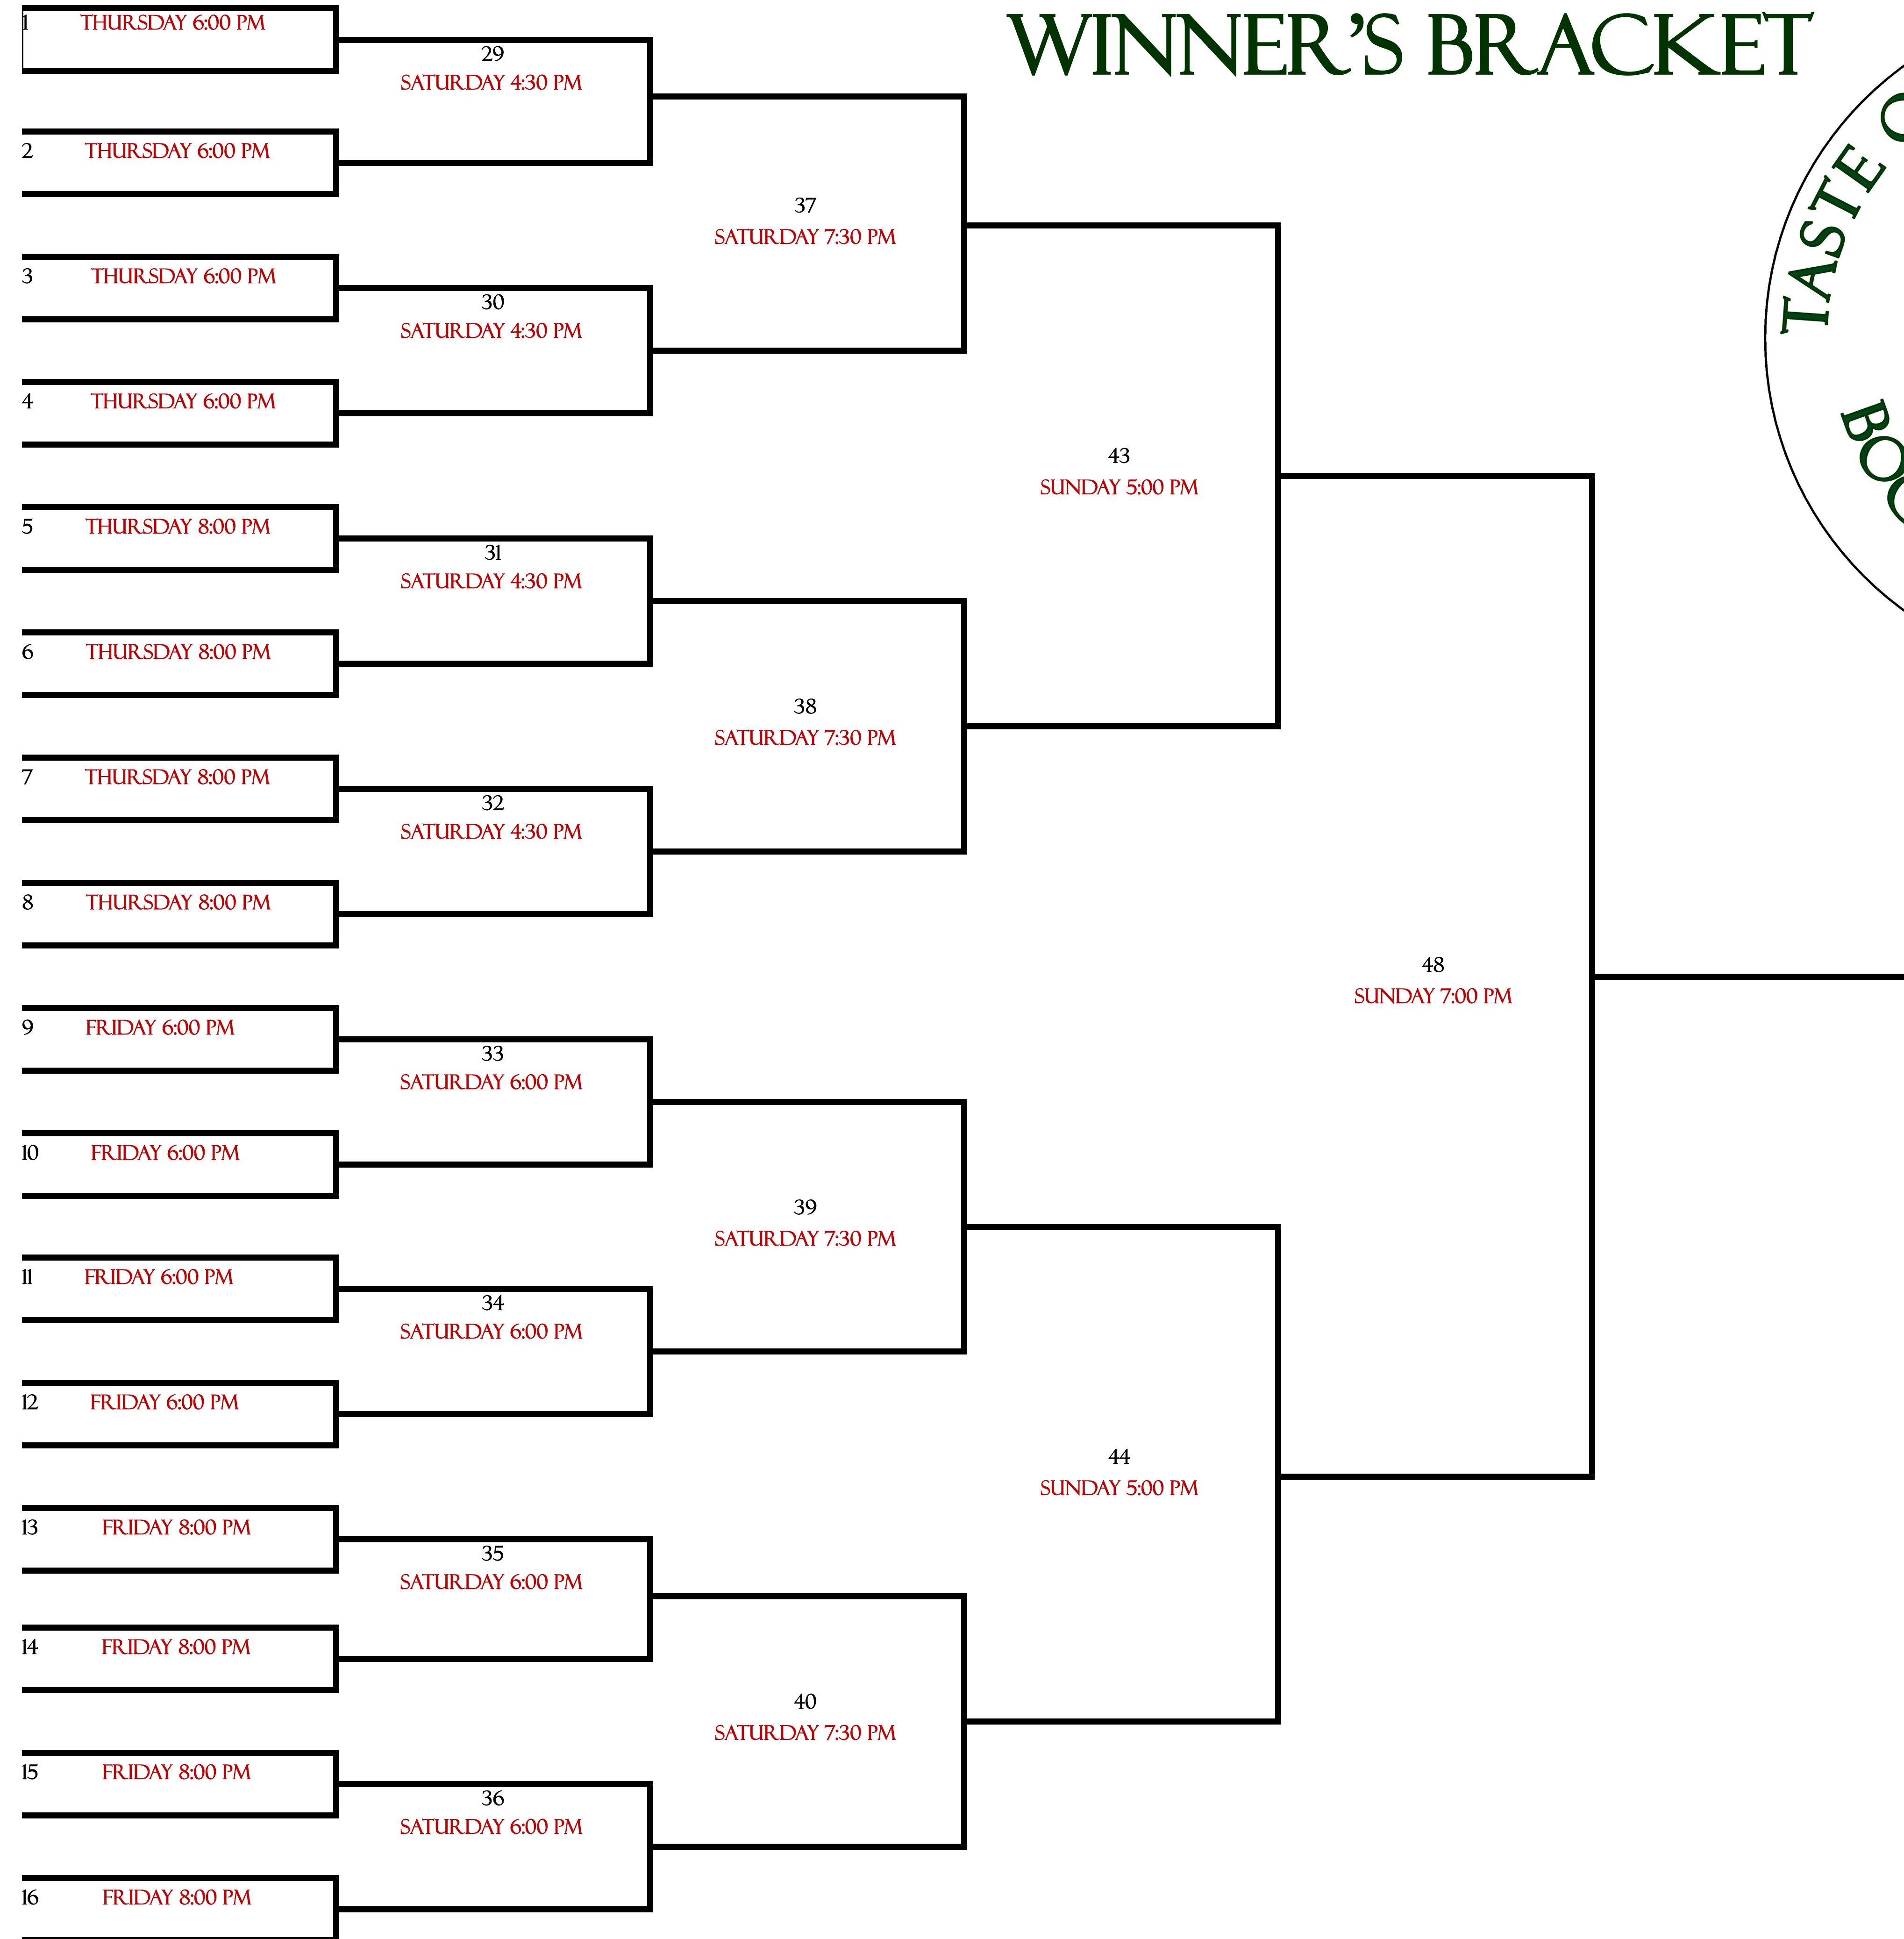 WINNER'S BRACKET
1 THURSDAY 6:00 PM
2 THURSDAY 6:00 PM
3 THURSDAY 6:00 PM
4 THURSDAY 6:00 PM
5 THURSDAY 8:00 PM
6 THURSDAY 8:00 PM
7 THURSDAY 8:00 PM
8 THURSDAY 8:00 PM
9 FRIDAY 6:00 PM
10 FRIDAY 6:00 PM
11 FRIDAY 6:00 PM
12 FRIDAY 6:00 PM
13 FRIDAY 8:00 PM
14 FRIDAY 8:00 PM
15 FRIDAY 8:00 PM
16 FRIDAY 8:00 PM
29
SATURDAY 4:30 PM
30
SATURDAY 4:30 PM
31
SATURDAY 4:30 PM
32
SATURDAY 4:30 PM
33
SATURDAY 6:00 PM
34
SATURDAY 6:00 PM
35
SATURDAY 6:00 PM
36
SATURDAY 6:00 PM
37
SATURDAY 7:30 PM
38
SATURDAY 7:30 PM
39
SATURDAY 7:30 PM
40
SATURDAY 7:30 PM
43
SUNDAY 5:00 PM
44
SUNDAY 5:00 PM
48
SUNDAY 7:00 PM
TASTE